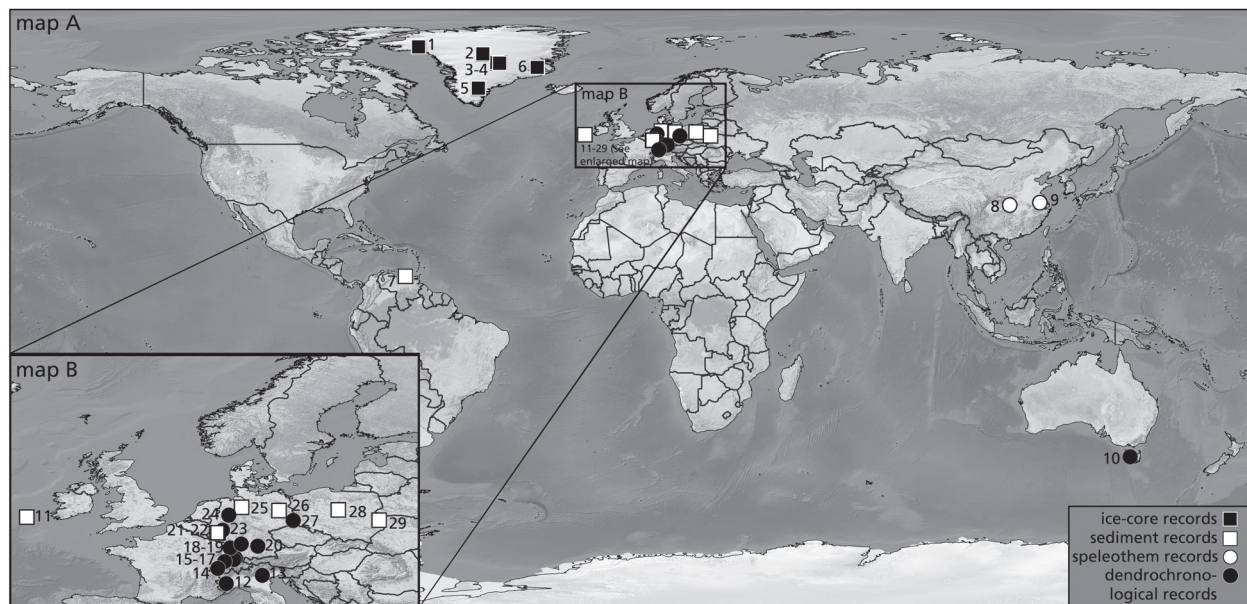 map A
1
2
3-4
5
6
map B
11-29 (see
enlarged map)
7
8
9
10
map B
11
24
25
26
27
28
29
21-22
23
18-19
20
15-17
14
13
12
ice-core records
sediment records
speleothem records
dendrochrono-
logical records